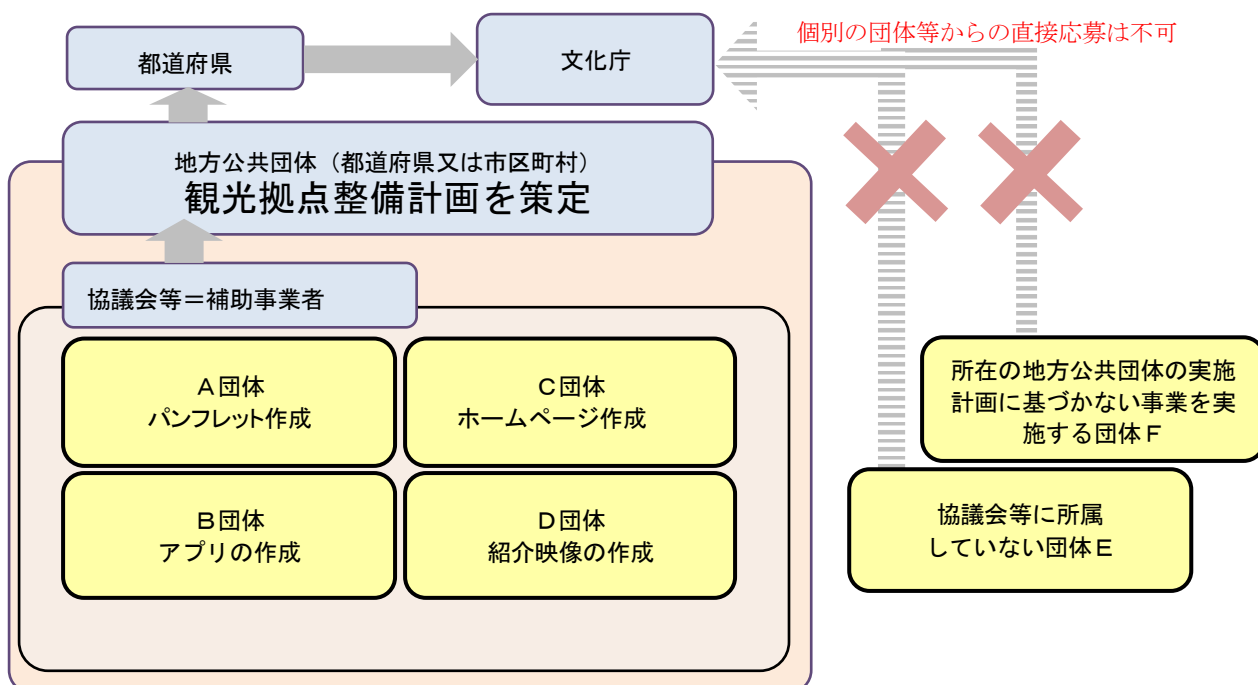 個別の団体等からの直接応募は不可
都道府県
文化庁
地方公共団体（都道府県又は市区町村）
観光拠点整備計画を策定
協議会等＝補助事業者
Ａ団体
パンフレット作成
Ｃ団体
ホームページ作成
Ｂ団体
アプリの作成
Ｄ団体
紹介映像の作成
所在の地方公共団体の実施
計画に基づかない事業を実
施する団体Ｆ
協議会等に所属
していない団体Ｅ